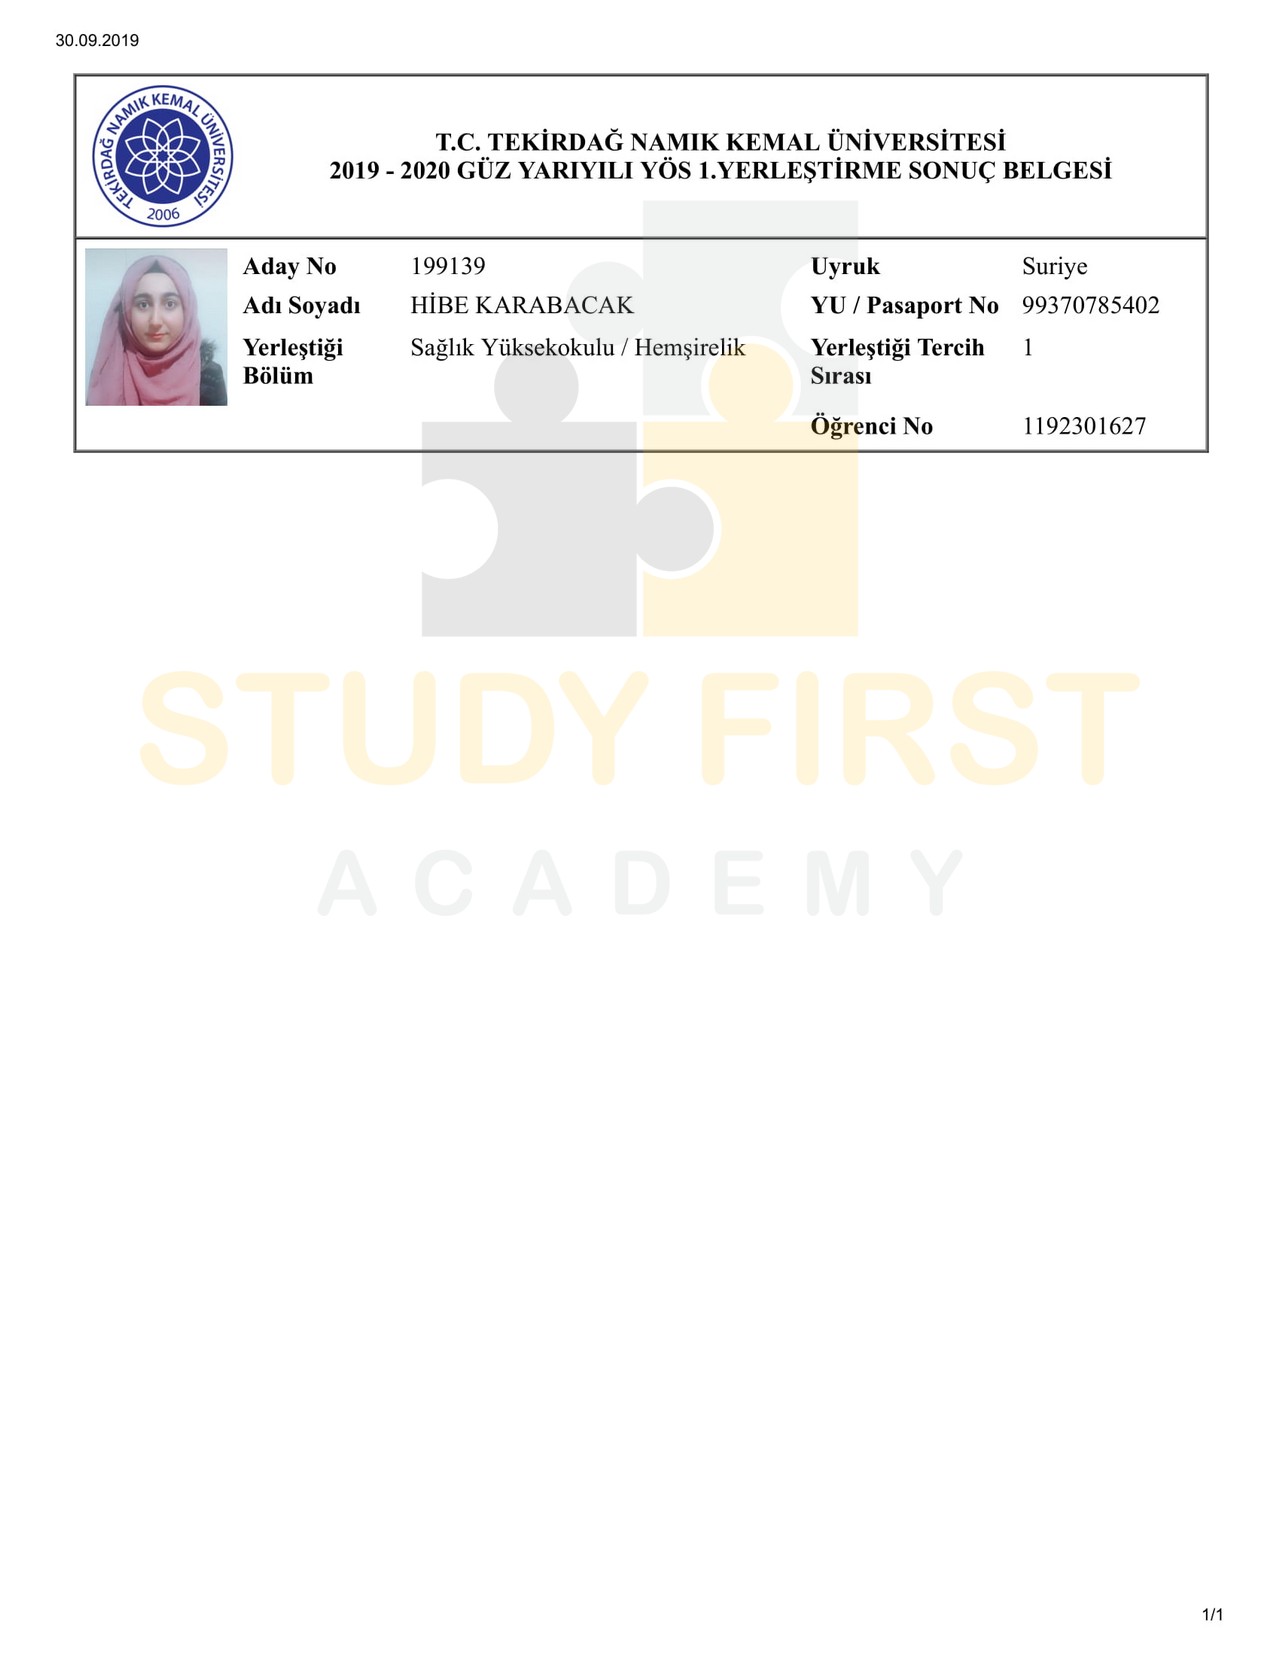 30.09.2019
TEKİRDAĞ NAMIK KEMAL ÜNİVERSİTESİ
2006
T.C. TEKİRDAĞ NAMIK KEMAL ÜNİVERSİTESİ
2019 - 2020 GÜZ YARIYILI YÖS 1.YERLEŞTİRME SONUÇ BELGESİ
Aday No 199139 Uyruk Suriye
Adı Soyadı HİBE KARABACAK YU / Pasaport No 99370785402
Yerleştiği Sağlık Yüksekokulu / Hemşirelik Yerleştiği Tercih 1
Bölüm Sırası
Öğrenci No 1192301627
STUDY FIRST
ACADEMY
1/1